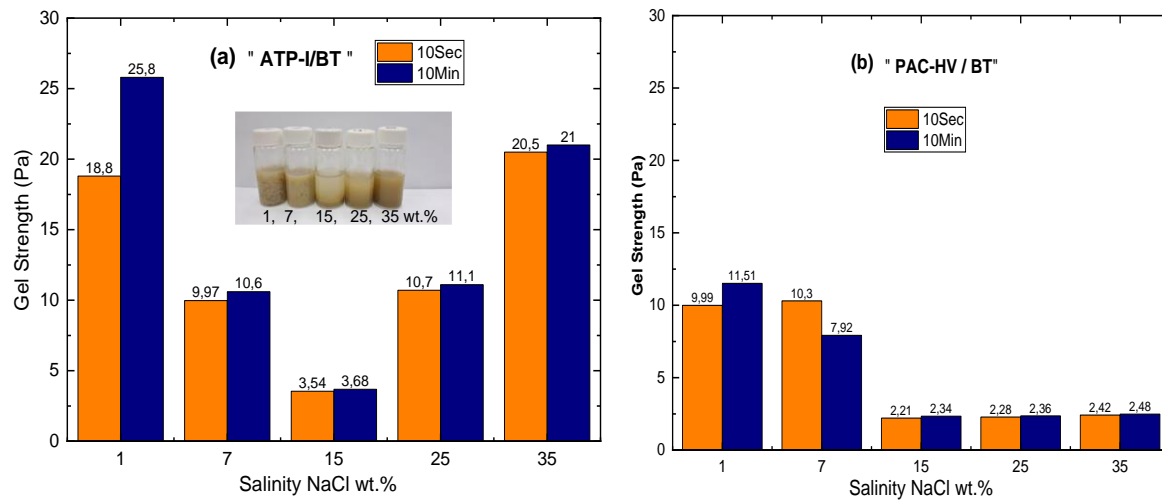 (a) " ATP-I/BT "
10Sec
10Min
Gel Strength (Pa)
30
25
20
15
10
5
0
18,8
25,8
9,97
10,6
3,54
3,68
10,7
11,1
20,5
21
1, 7, 15, 25, 35 wt.%
1 7 15 25 35
Salinity NaCl wt.%
(b) " PAC-HV / BT"
10Sec
10Min
Gel Strength (Pa)
30
25
20
15
10
5
0
9,99
11,51
10,3
7,92
2,21
2,34
2,28
2,36
2,42
2,48
1 7 15 25 35
Salinity NaCl wt.%